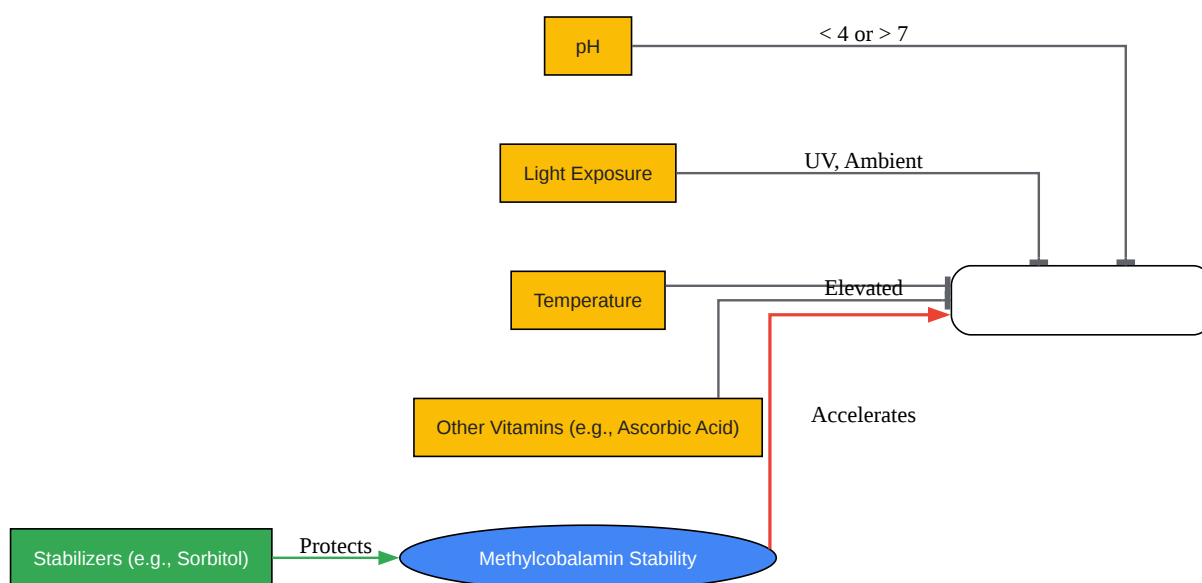 pH
< 4 or > 7
Light Exposure
UV, Ambient
Temperature
Elevated
Other Vitamins (e.g., Ascorbic Acid)
Accelerates
Stabilizers (e.g., Sorbitol)
Protects
Methylcobalamin Stability